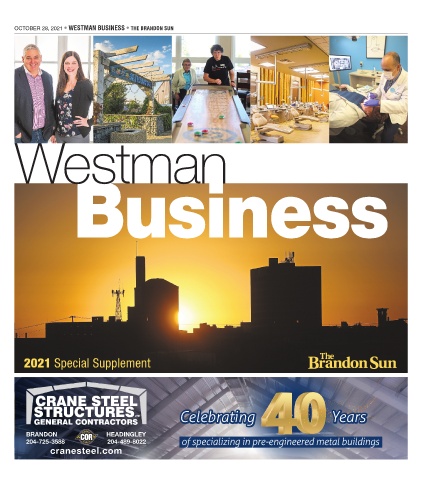 OCTOBER 28, 2021 • WESTMAN BUSINESS • THE BRANDON SUN
Westman
Business
2021 Special Supplement
The
Brandon Sun
CRANE STEEL
STRUCTURES
GENERAL CONTRACTORS
BRANDON
204-725-3588
COR
HEADINGLEY
204-489-8022
cranesteel.com
Celebrating 40 Years
of specializing in pre-engineered metal buildings